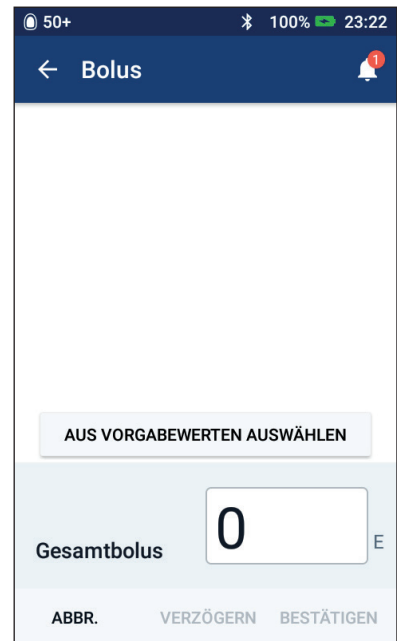 50+ 100% 23:22
← Bolus 1
AUS VORGABEWERTEN AUSWÄHLEN
Gesamtbolus 0 E
ABBR. VERZÖGERN BESTÄTIGEN